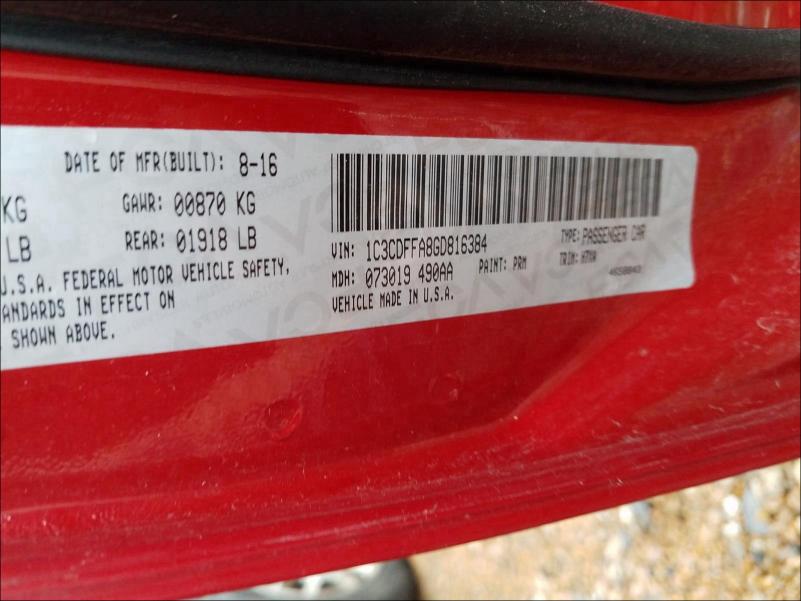 DATE OF MFR(BUILT): 8-16
KG GAWR: 00870 KG
LB REAR: 01918 LB
U.S.A. FEDERAL MOTOR VEHICLE SAFETY,
ANDARDS IN EFFECT ON
SHOWN ABOVE.
VIN: 1C3CDFFA8GD816384 TYPE: PASSENGER CAR
MDH: 073019 490AA PAINT: PRM TRIM:
VEHICLE MADE IN U.S.A.